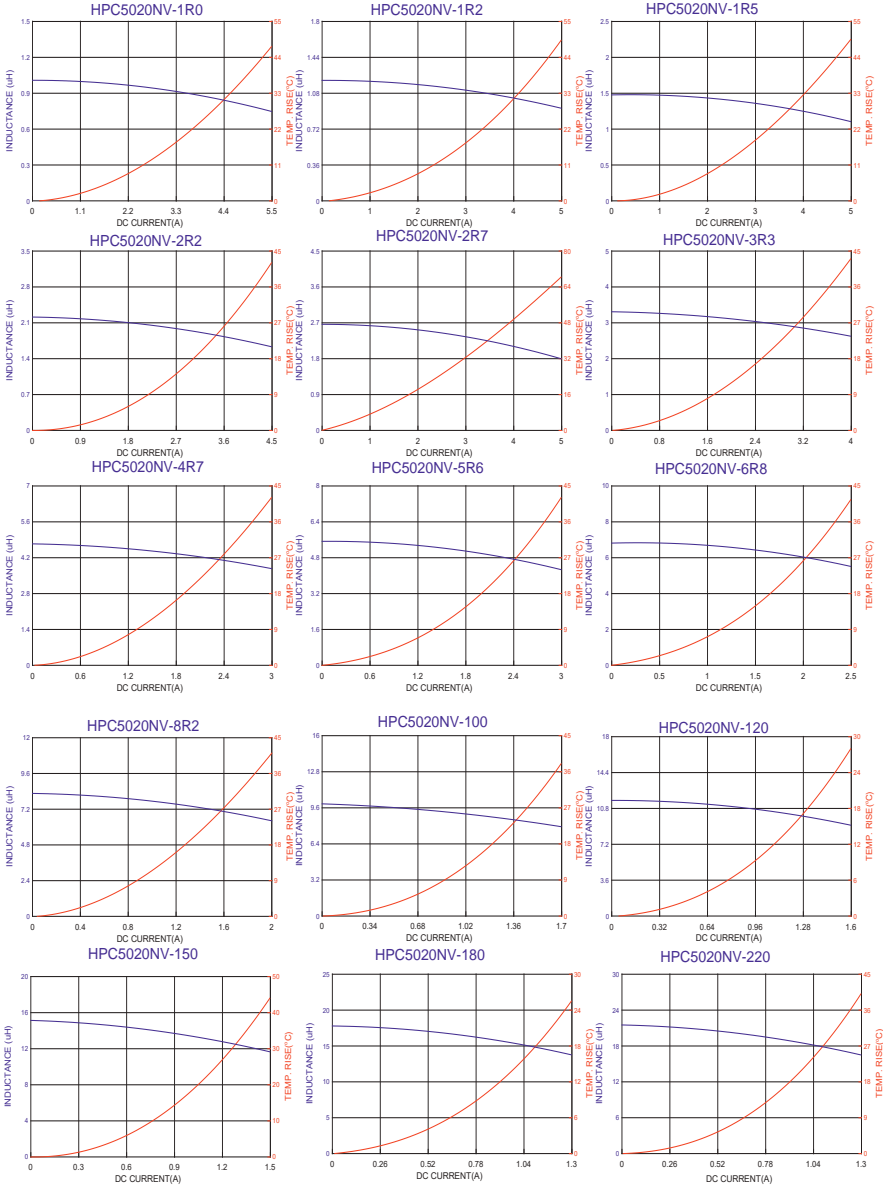 HPC5020NV-1R0
INDUCTANCE (uH)
1.5
1.2
0.9
0.6
0.3
0
55
44
33
22
11
0
TEMP. RISE(ºC)
0 1.1 2.2 3.3 4.4 5.5
DC CURRENT(A)
HPC5020NV-1R2
INDUCTANCE (uH)
1.8
1.44
1.08
0.72
0.36
0
55
44
33
22
11
0
TEMP. RISE(ºC)
0 1 2 3 4 5
DC CURRENT(A)
HPC5020NV-1R5
INDUCTANCE (uH)
2.5
2
1.5
1
0.5
0
55
44
33
22
11
0
TEMP. RISE(ºC)
0 1 2 3 4 5
DC CURRENT(A)
HPC5020NV-2R2
INDUCTANCE (uH)
3.5
2.8
2.1
1.4
0.7
0
45
36
27
18
9
0
TEMP. RISE(ºC)
0 0.9 1.8 2.7 3.6 4.5
DC CURRENT(A)
HPC5020NV-2R7
INDUCTANCE (uH)
4.5
3.6
2.7
1.8
0.9
0
80
64
48
32
16
0
TEMP. RISE(ºC)
0 1 2 3 4 5
DC CURRENT(A)
HPC5020NV-3R3
INDUCTANCE (uH)
5
4
3
2
1
0
45
36
27
18
9
0
TEMP. RISE(ºC)
0 0.8 1.6 2.4 3.2 4
DC CURRENT(A)
HPC5020NV-4R7
INDUCTANCE (uH)
7
5.6
4.2
2.8
1.4
0
45
36
27
18
9
0
TEMP. RISE(ºC)
0 0.6 1.2 1.8 2.4 3
DC CURRENT(A)
HPC5020NV-5R6
INDUCTANCE (uH)
8
6.4
4.8
3.2
1.6
0
45
36
27
18
9
0
TEMP. RISE(ºC)
0 0.6 1.2 1.8 2.4 3
DC CURRENT(A)
HPC5020NV-6R8
INDUCTANCE (uH)
10
8
6
4
2
0
45
36
27
18
9
0
TEMP. RISE(ºC)
0 0.5 1 1.5 2 2.5
DC CURRENT(A)
HPC5020NV-8R2
INDUCTANCE (uH)
12
9.6
7.2
4.8
2.4
0
45
36
27
18
9
0
TEMP. RISE(ºC)
0 0.4 0.8 1.2 1.6 2
DC CURRENT(A)
HPC5020NV-100
INDUCTANCE (uH)
16
12.8
9.6
6.4
3.2
0
45
36
27
18
9
0
TEMP. RISE(ºC)
0 0.34 0.68 1.02 1.36 1.7
DC CURRENT(A)
HPC5020NV-120
INDUCTANCE (uH)
18
14.4
10.8
7.2
3.6
0
30
24
18
12
6
0
TEMP. RISE(ºC)
0 0.32 0.64 0.96 1.28 1.6
DC CURRENT(A)
HPC5020NV-150
INDUCTANCE (uH)
20
16
12
8
4
0
50
40
30
20
10
0
TEMP. RISE(ºC)
0 0.3 0.6 0.9 1.2 1.5
DC CURRENT(A)
HPC5020NV-180
INDUCTANCE (uH)
25
20
15
10
5
0
30
24
18
12
6
0
TEMP. RISE(ºC)
0 0.26 0.52 0.78 1.04 1.3
DC CURRENT(A)
HPC5020NV-220
INDUCTANCE (uH)
30
24
18
12
6
0
45
36
27
18
9
0
TEMP. RISE(ºC)
0 0.26 0.52 0.78 1.04 1.3
DC CURRENT(A)